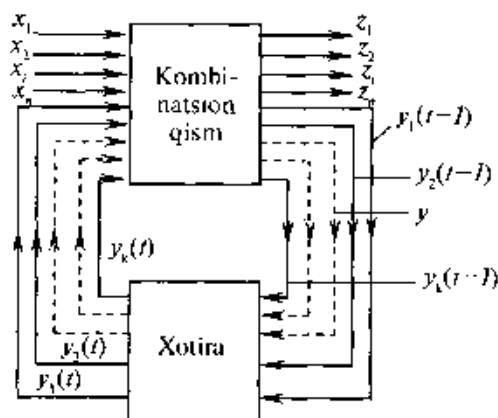 x₁
x₂
xᵢ
xₙ
Kombi-
natsion
qism
z₁
z₂
zᵢ
zₙ
y₁(t–1)
y₂(t–1)
y
yₖ(t–1)
yₖ(t)
Xotira
y₂(t)
y₁(t)